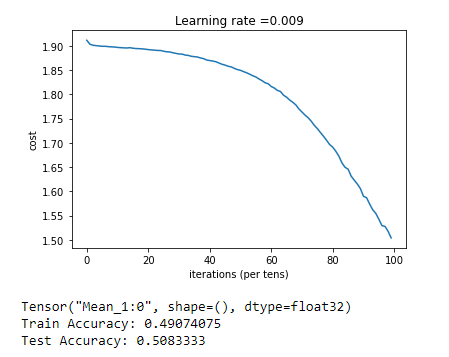 Learning rate =0.009
cost
1.90
1.85
1.80
1.75
1.70
1.65
1.60
1.55
1.50
0 20 40 60 80 100
iterations (per tens)
Tensor("Mean_1:0", shape=(), dtype=float32)
Train Accuracy: 0.49074075
Test Accuracy: 0.5083333